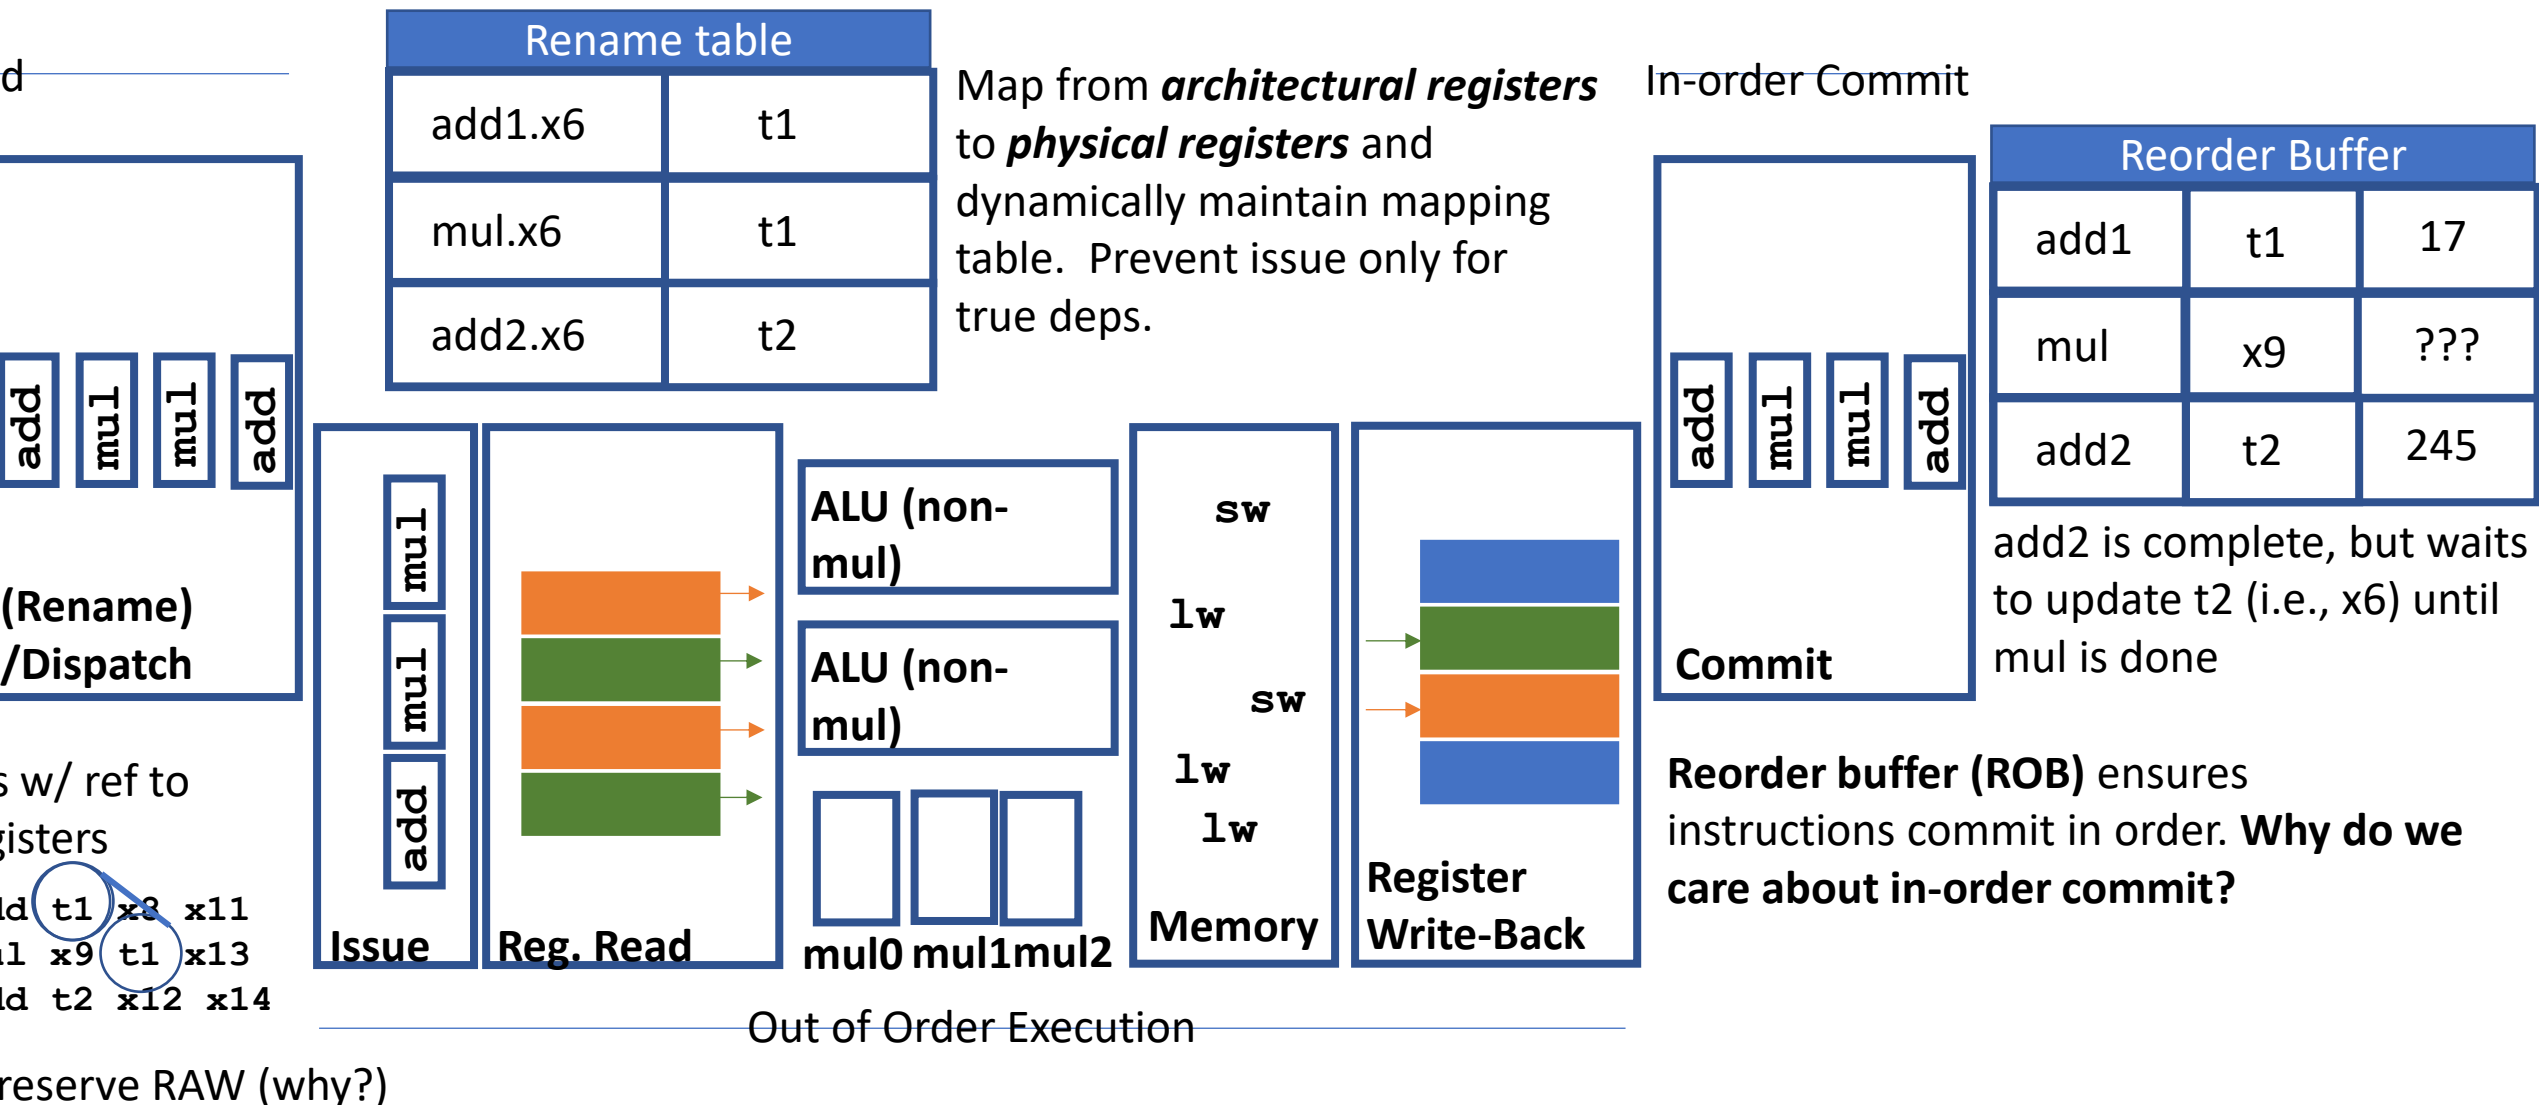 d
Rename table
add1.x6 t1
mul.x6 t1
add2.x6 t2
Map from architectural registers
to physical registers and
dynamically maintain mapping
table. Prevent issue only for
true deps.
In-order Commit
Reorder Buffer
add1 t1 17
mul x9 ???
add2 t2 245
add2 is complete, but waits
to update t2 (i.e., x6) until
mul is done
add
mul
mul
add
(Rename)
/Dispatch
mul
mul
add
Issue
Reg. Read
ALU (non-
mul)
ALU (non-
mul)
mul0 mul1 mul2
sw
lw
sw
lw
lw
Memory
Register
Write-Back
add
mul
mul
add
Commit
Reorder buffer (ROB) ensures
instructions commit in order. Why do we
care about in-order commit?
s w/ ref to
gisters
dd t1 x8 x11
ul x9 t1 x13
dd t2 x12 x14
Out of Order Execution
reserve RAW (why?)